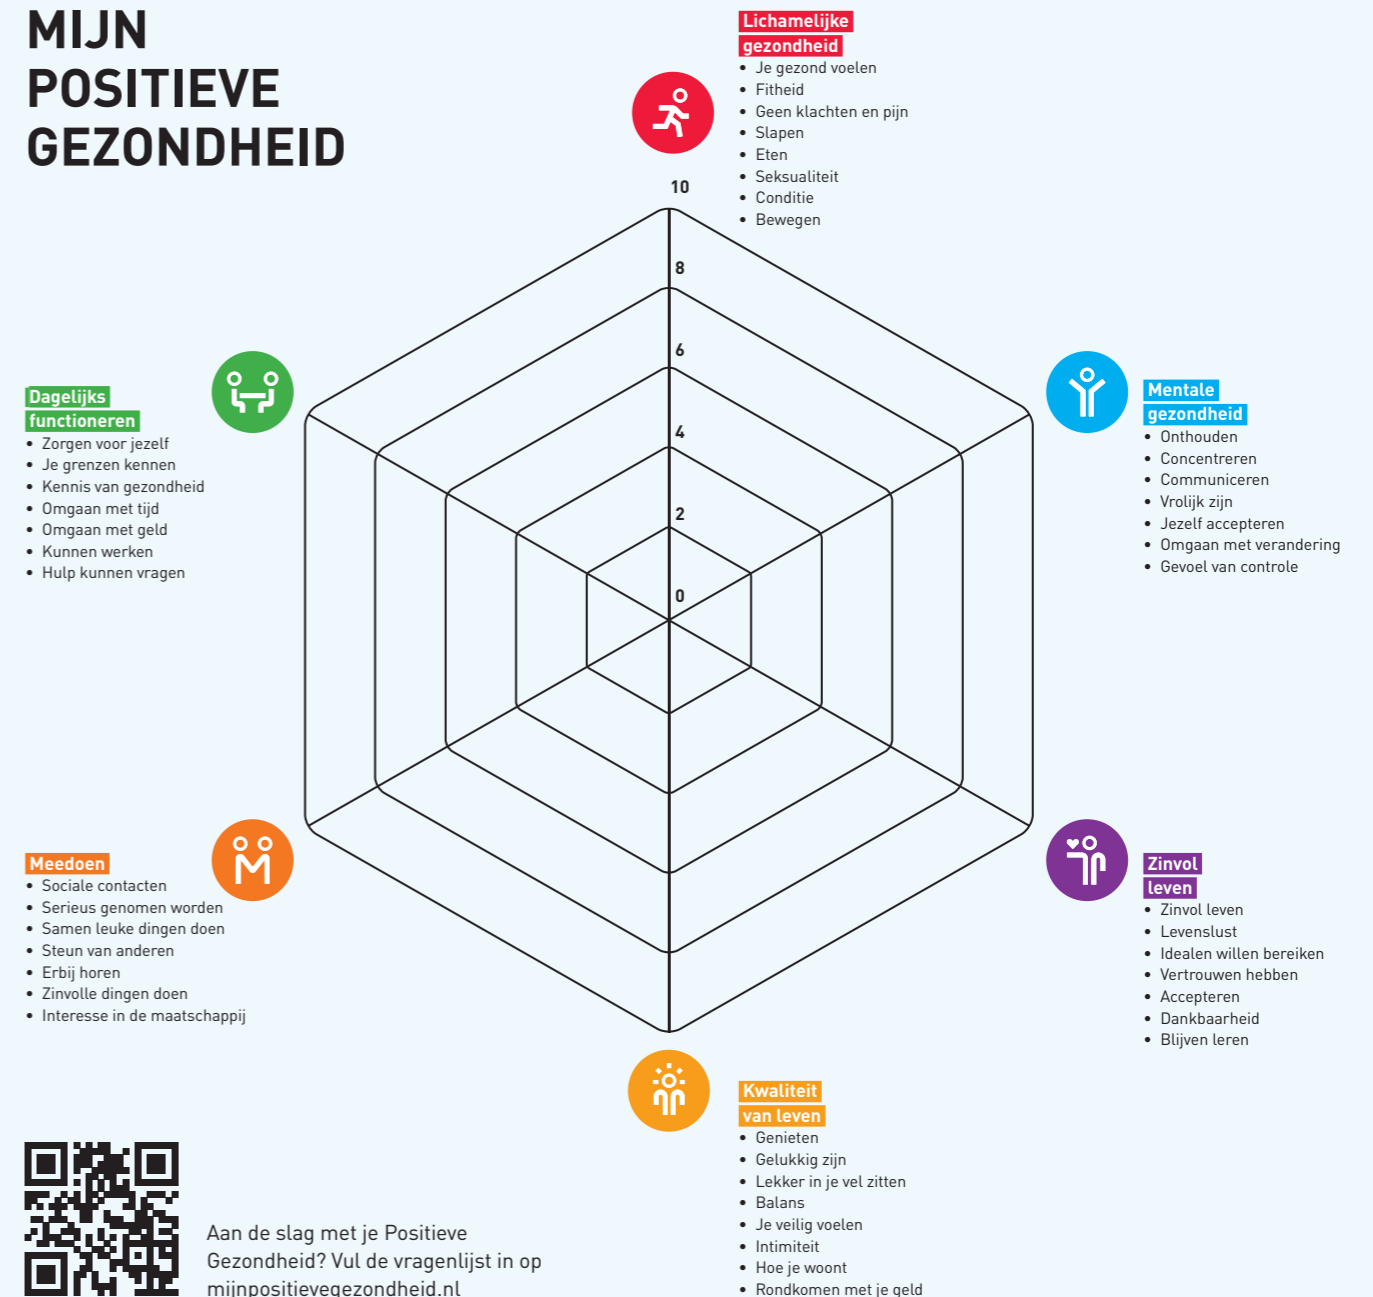 MIJN
POSITIEVE
GEZONDHEID
Lichamelijke
gezondheid
• Je gezond voelen
• Fitheid
• Geen klachten en pijn
• Slapen
• Eten
• Seksualiteit
• Conditie
• Bewegen
10
8
6
4
2
0
Dagelijks
functioneren
• Zorgen voor jezelf
• Je grenzen kennen
• Kennis van gezondheid
• Omgaan met tijd
• Omgaan met geld
• Kunnen werken
• Hulp kunnen vragen
Mentale
gezondheid
• Onthouden
• Concentreren
• Communiceren
• Vrolijk zijn
• Jezelf accepteren
• Omgaan met verandering
• Gevoel van controle
Meedoen
• Sociale contacten
• Serieus genomen worden
• Samen leuke dingen doen
• Steun van anderen
• Erbij horen
• Zinvolle dingen doen
• Interesse in de maatschappij
Zinvol
leven
• Zinvol leven
• Levenslust
• Idealen willen bereiken
• Vertrouwen hebben
• Accepteren
• Dankbaarheid
• Blijven leren
Kwaliteit
van leven
• Genieten
• Gelukkig zijn
• Lekker in je vel zitten
• Balans
• Je veilig voelen
• Intimiteit
• Hoe je woont
• Rondkomen met je geld
Aan de slag met je Positieve
Gezondheid? Vul de vragenlijst in op
mijnpositievegezondheid.nl